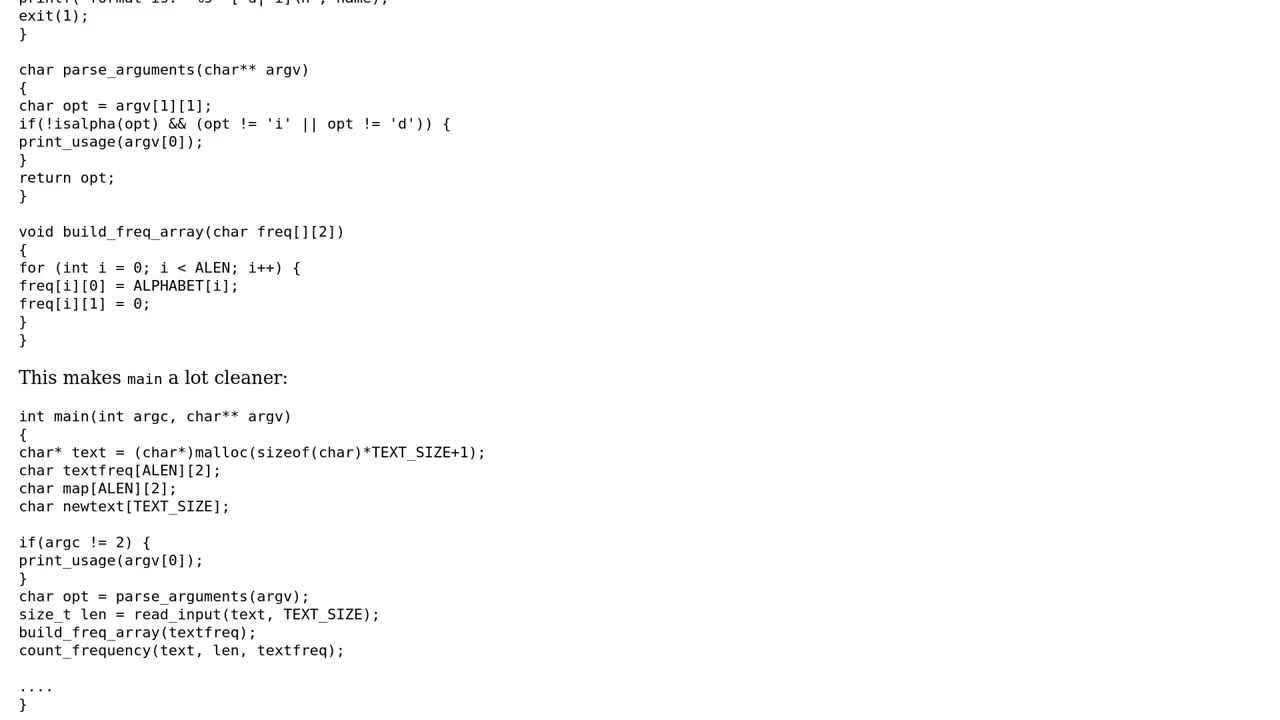 exit(1);
}
char parse_arguments(char** argv)
{
char opt = argv[1][1];
if(!isalpha(opt) && (opt != 'i' || opt != 'd')) {
print_usage(argv[0]);
}
return opt;
}
void build_freq_array(char freq[][2])
{
for (int i = 0; i < ALEN; i++) {
freq[i][0] = ALPHABET[i];
freq[i][1] = 0;
}
}
This makes main a lot cleaner:
int main(int argc, char** argv)
{
char* text = (char*)malloc(sizeof(char)*TEXT_SIZE+1);
char textfreq[ALEN][2];
char map[ALEN][2];
char newtext[TEXT_SIZE];
if(argc != 2) {
print_usage(argv[0]);
}
char opt = parse_arguments(argv);
size_t len = read_input(text, TEXT_SIZE);
build_freq_array(textfreq);
count_frequency(text, len, textfreq);
....
}